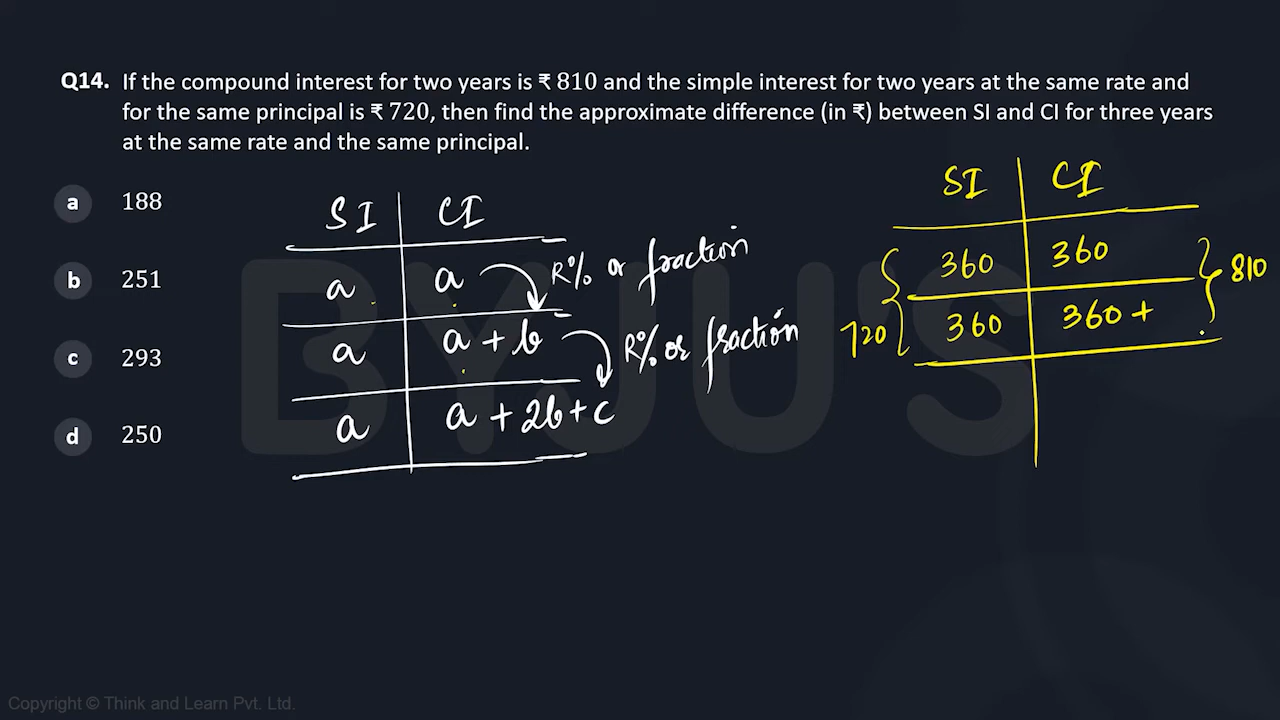 Q14. If the compound interest for two years is ₹ 810 and the simple interest for two years at the same rate and
for the same principal is ₹ 720, then find the approximate difference (in ₹) between SI and CI for three years
at the same rate and the same principal.
a 188
b 251
c 293
d 250
SI CI
a a R% or fraction
a a + b R% or fraction
a a + 2b + c
SI CI
360 360
360 360 +
720
810
BYJU'S
Copyright © Think and Learn Pvt. Ltd.